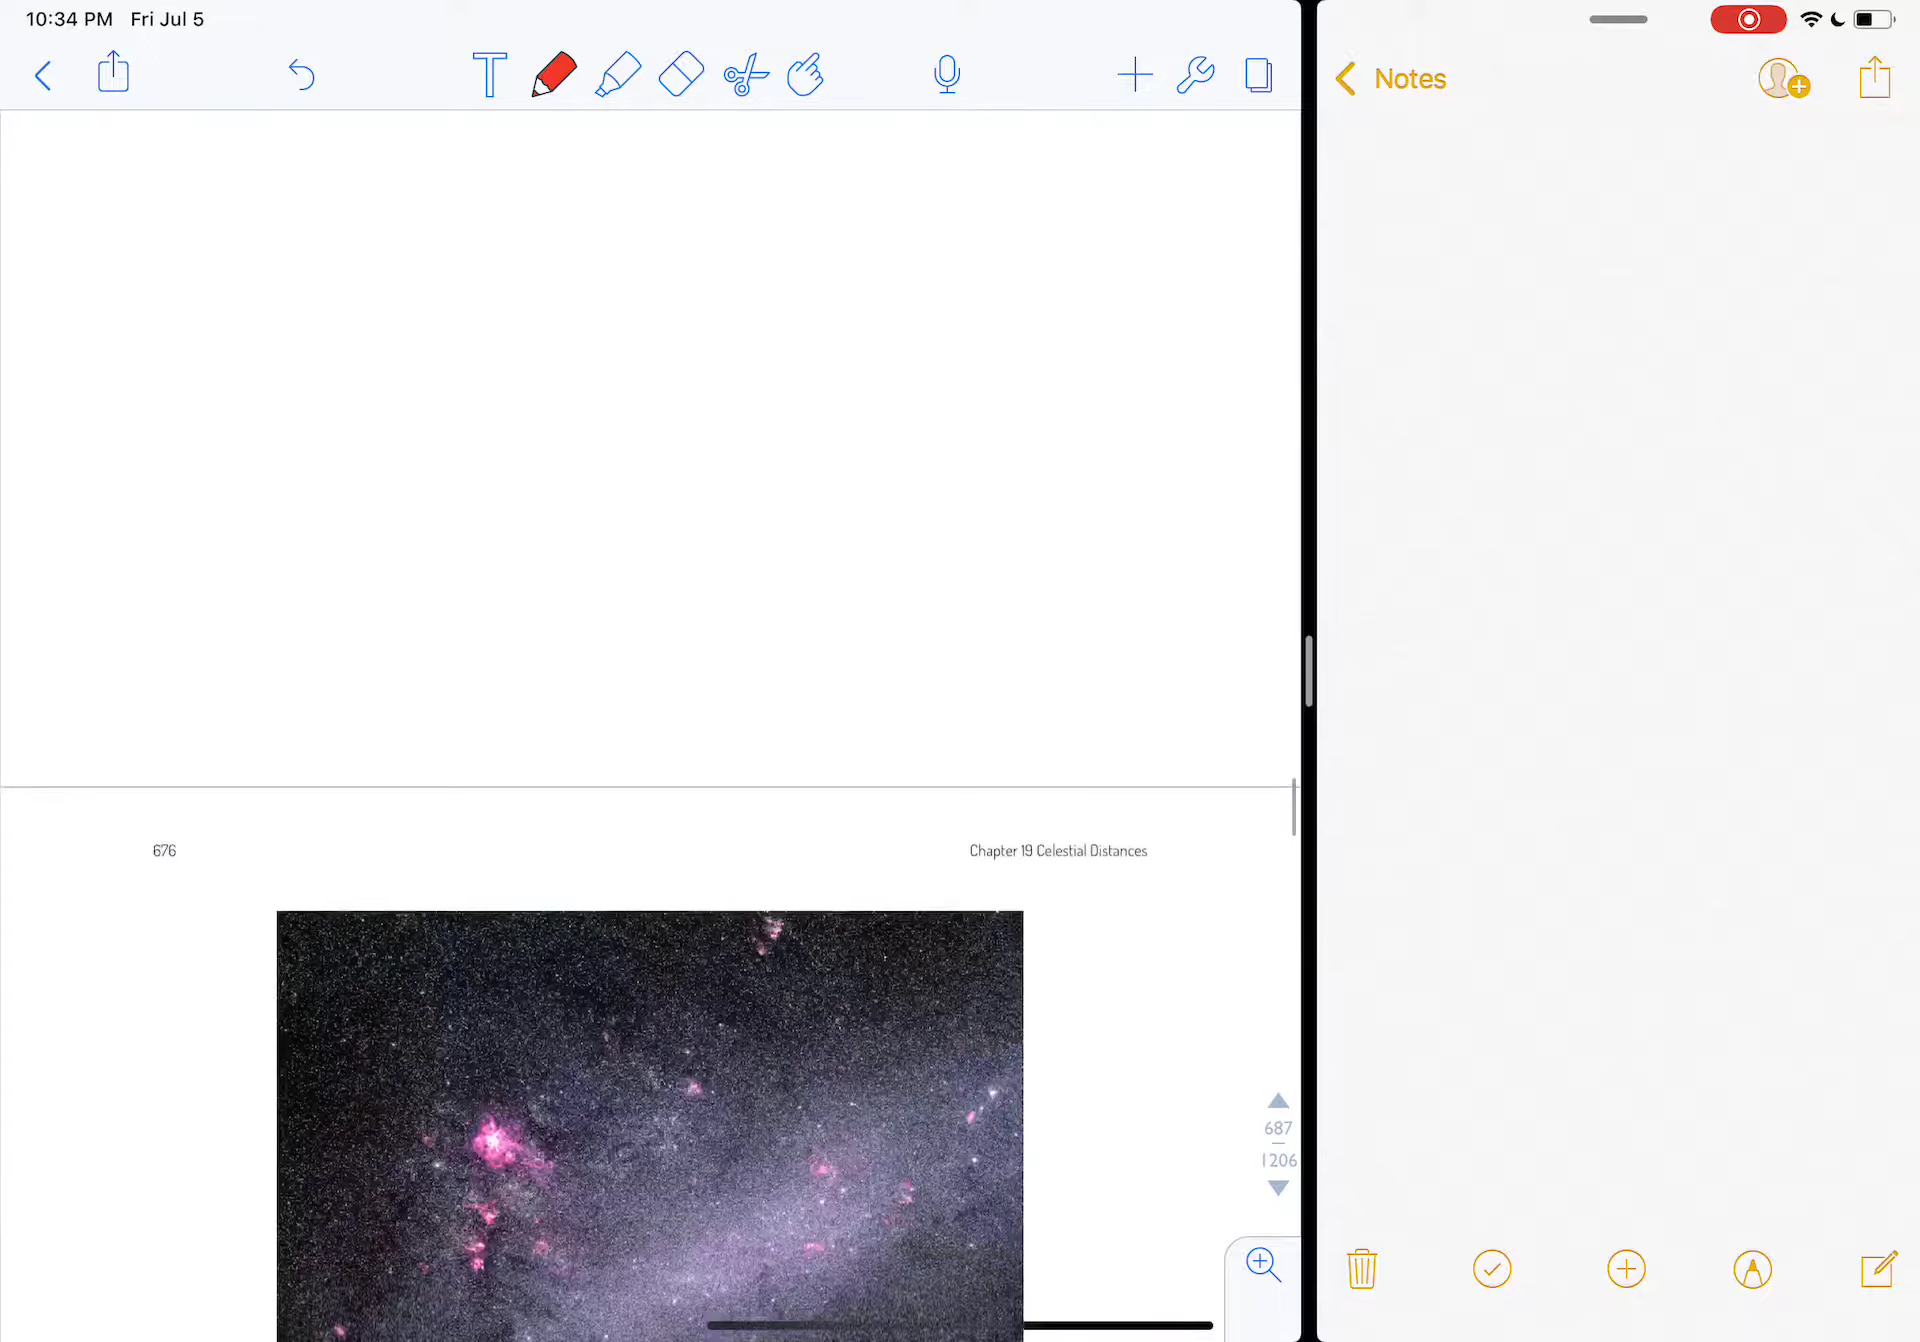 10:34 PM Fri Jul 5
T
Notes
676
Chapter 19 Celestial Distances
687
1206